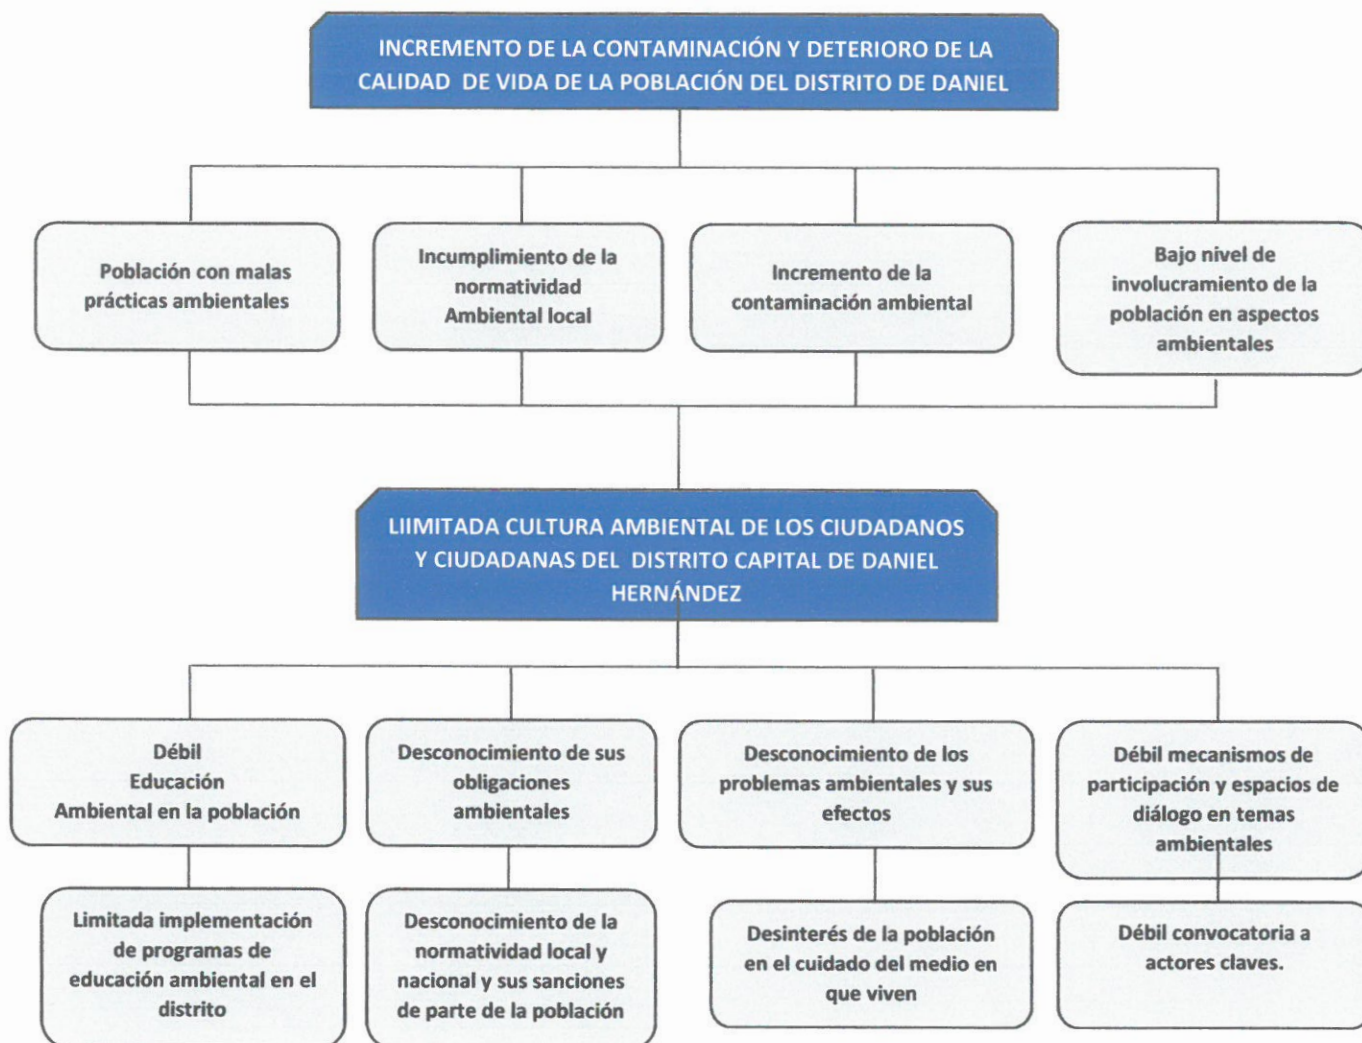 INCREMENTO DE LA CONTAMINACIÓN Y DETERIORO DE LA
CALIDAD DE VIDA DE LA POBLACIÓN DEL DISTRITO DE DANIEL
Población con malas
prácticas ambientales
Incumplimiento de la
normatividad
Ambiental local
Incremento de la
contaminación ambiental
Bajo nivel de
involucramiento de la
población en aspectos
ambientales
LIIMITADA CULTURA AMBIENTAL DE LOS CIUDADANOS
Y CIUDADANAS DEL DISTRITO CAPITAL DE DANIEL
HERNÁNDEZ
Débil
Educación
Ambiental en la población
Desconocimiento de sus
obligaciones
ambientales
Desconocimiento de los
problemas ambientales y sus
efectos
Débil mecanismos de
participación y espacios de
diálogo en temas
ambientales
Limitada implementación
de programas de
educación ambiental en el
distrito
Desconocimiento de la
normatividad local y
nacional y sus sanciones
de parte de la población
Desinterés de la población
en el cuidado del medio en
que viven
Débil convocatoria a
actores claves.